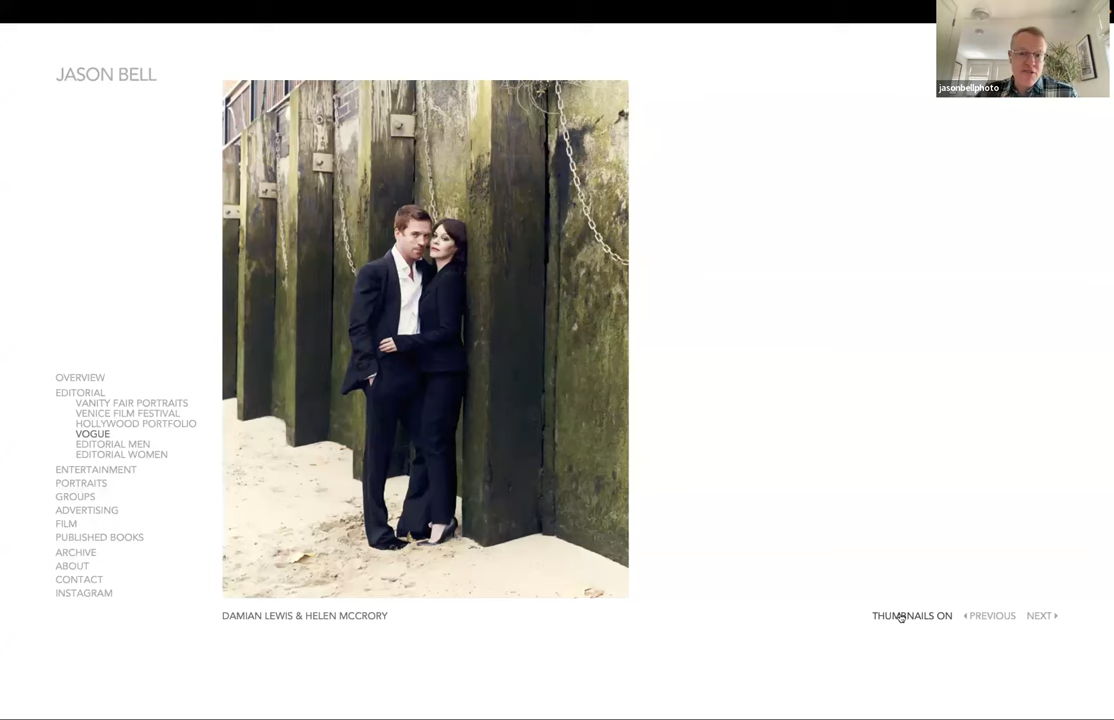 jasonbellphoto
JASON BELL
OVERVIEW
EDITORIAL
VANITY FAIR PORTRAITS
VENICE FILM FESTIVAL
HOLLYWOOD PORTFOLIO
VOGUE
EDITORIAL MEN
EDITORIAL WOMEN
ENTERTAINMENT
PORTRAITS
GROUPS
ADVERTISING
FILM
PUBLISHED BOOKS
ARCHIVE
ABOUT
CONTACT
INSTAGRAM
DAMIAN LEWIS & HELEN MCCRORY
THUMBNAILS ON PREVIOUS NEXT